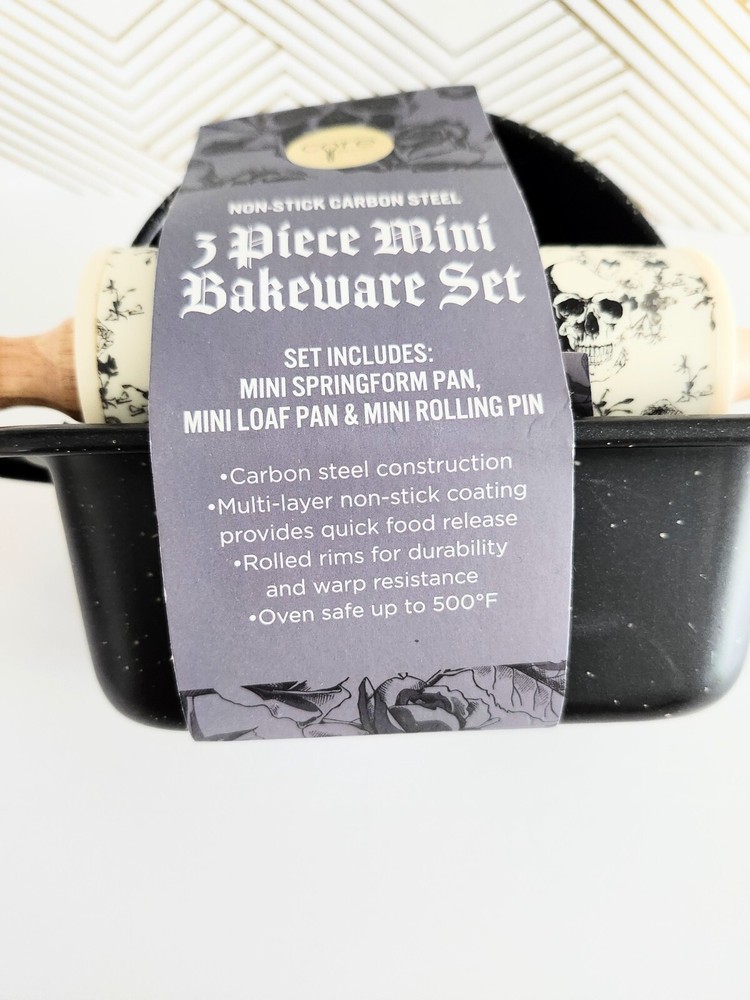 core
NON-STICK CARBON STEEL
3 Piece Mini
Bakeware Set
SET INCLUDES:
MINI SPRINGFORM PAN,
MINI LOAF PAN & MINI ROLLING PIN
•Carbon steel construction
•Multi-layer non-stick coating
provides quick food release
•Rolled rims for durability
and warp resistance
•Oven safe up to 500°F